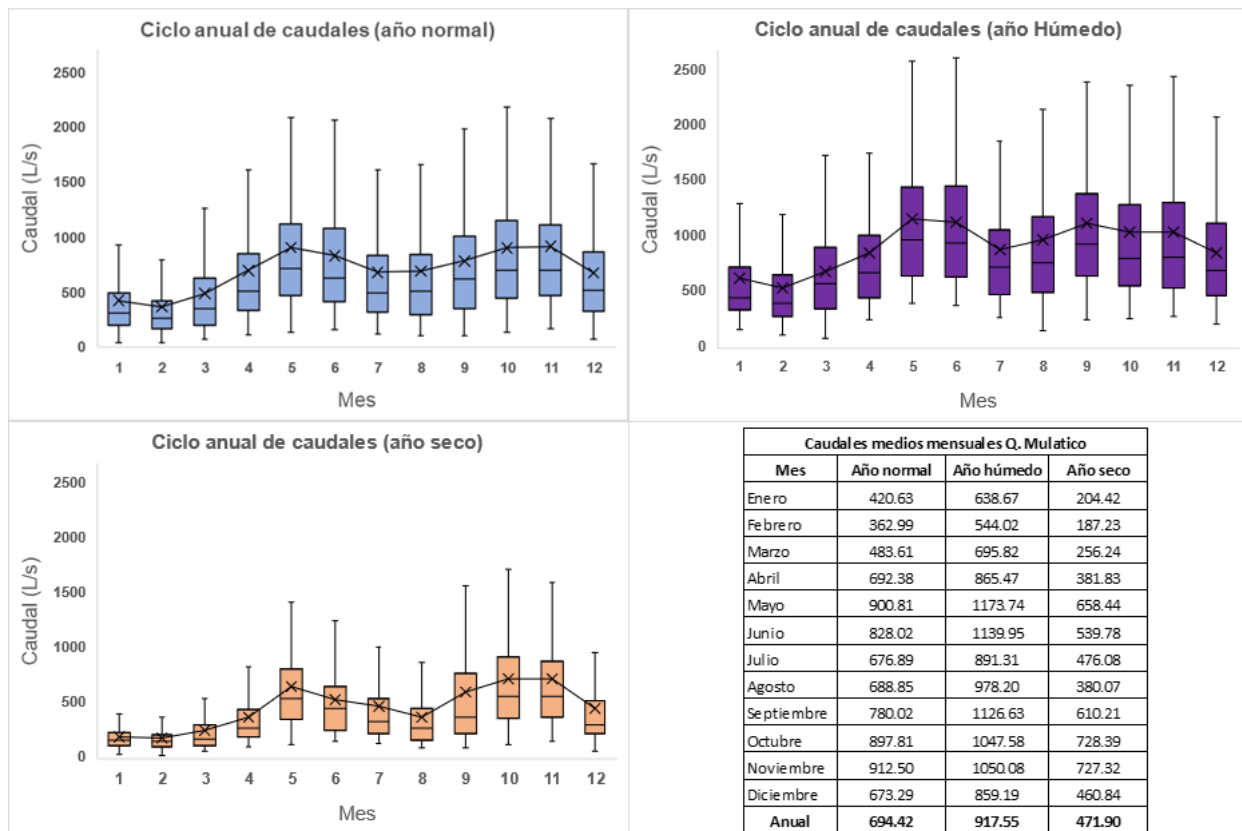 Ciclo anual de caudales (año normal)
2500
2000
1500
1000
500
0
Caudal (L/s)
1 2 3 4 5 6 7 8 9 10 11 12
Mes
Ciclo anual de caudales (año Húmedo)
2500
2000
1500
1000
500
0
Caudal (L/s)
1 2 3 4 5 6 7 8 9 10 11 12
Mes
Ciclo anual de caudales (año seco)
2500
2000
1500
1000
500
0
Caudal (L/s)
1 2 3 4 5 6 7 8 9 10 11 12
Mes
Caudales medios mensuales Q. Mulatico
Mes Año normal Año húmedo Año seco
Enero 420.63 638.67 204.42
Febrero 362.99 544.02 187.23
Marzo 483.61 695.82 256.24
Abril 692.38 865.47 381.83
Mayo 900.81 1173.74 658.44
Junio 828.02 1139.95 539.78
Julio 676.89 891.31 476.08
Agosto 688.85 978.20 380.07
Septiembre 780.02 1126.63 610.21
Octubre 897.81 1047.58 728.39
Noviembre 912.50 1050.08 727.32
Diciembre 673.29 859.19 460.84
Anual 694.42 917.55 471.90